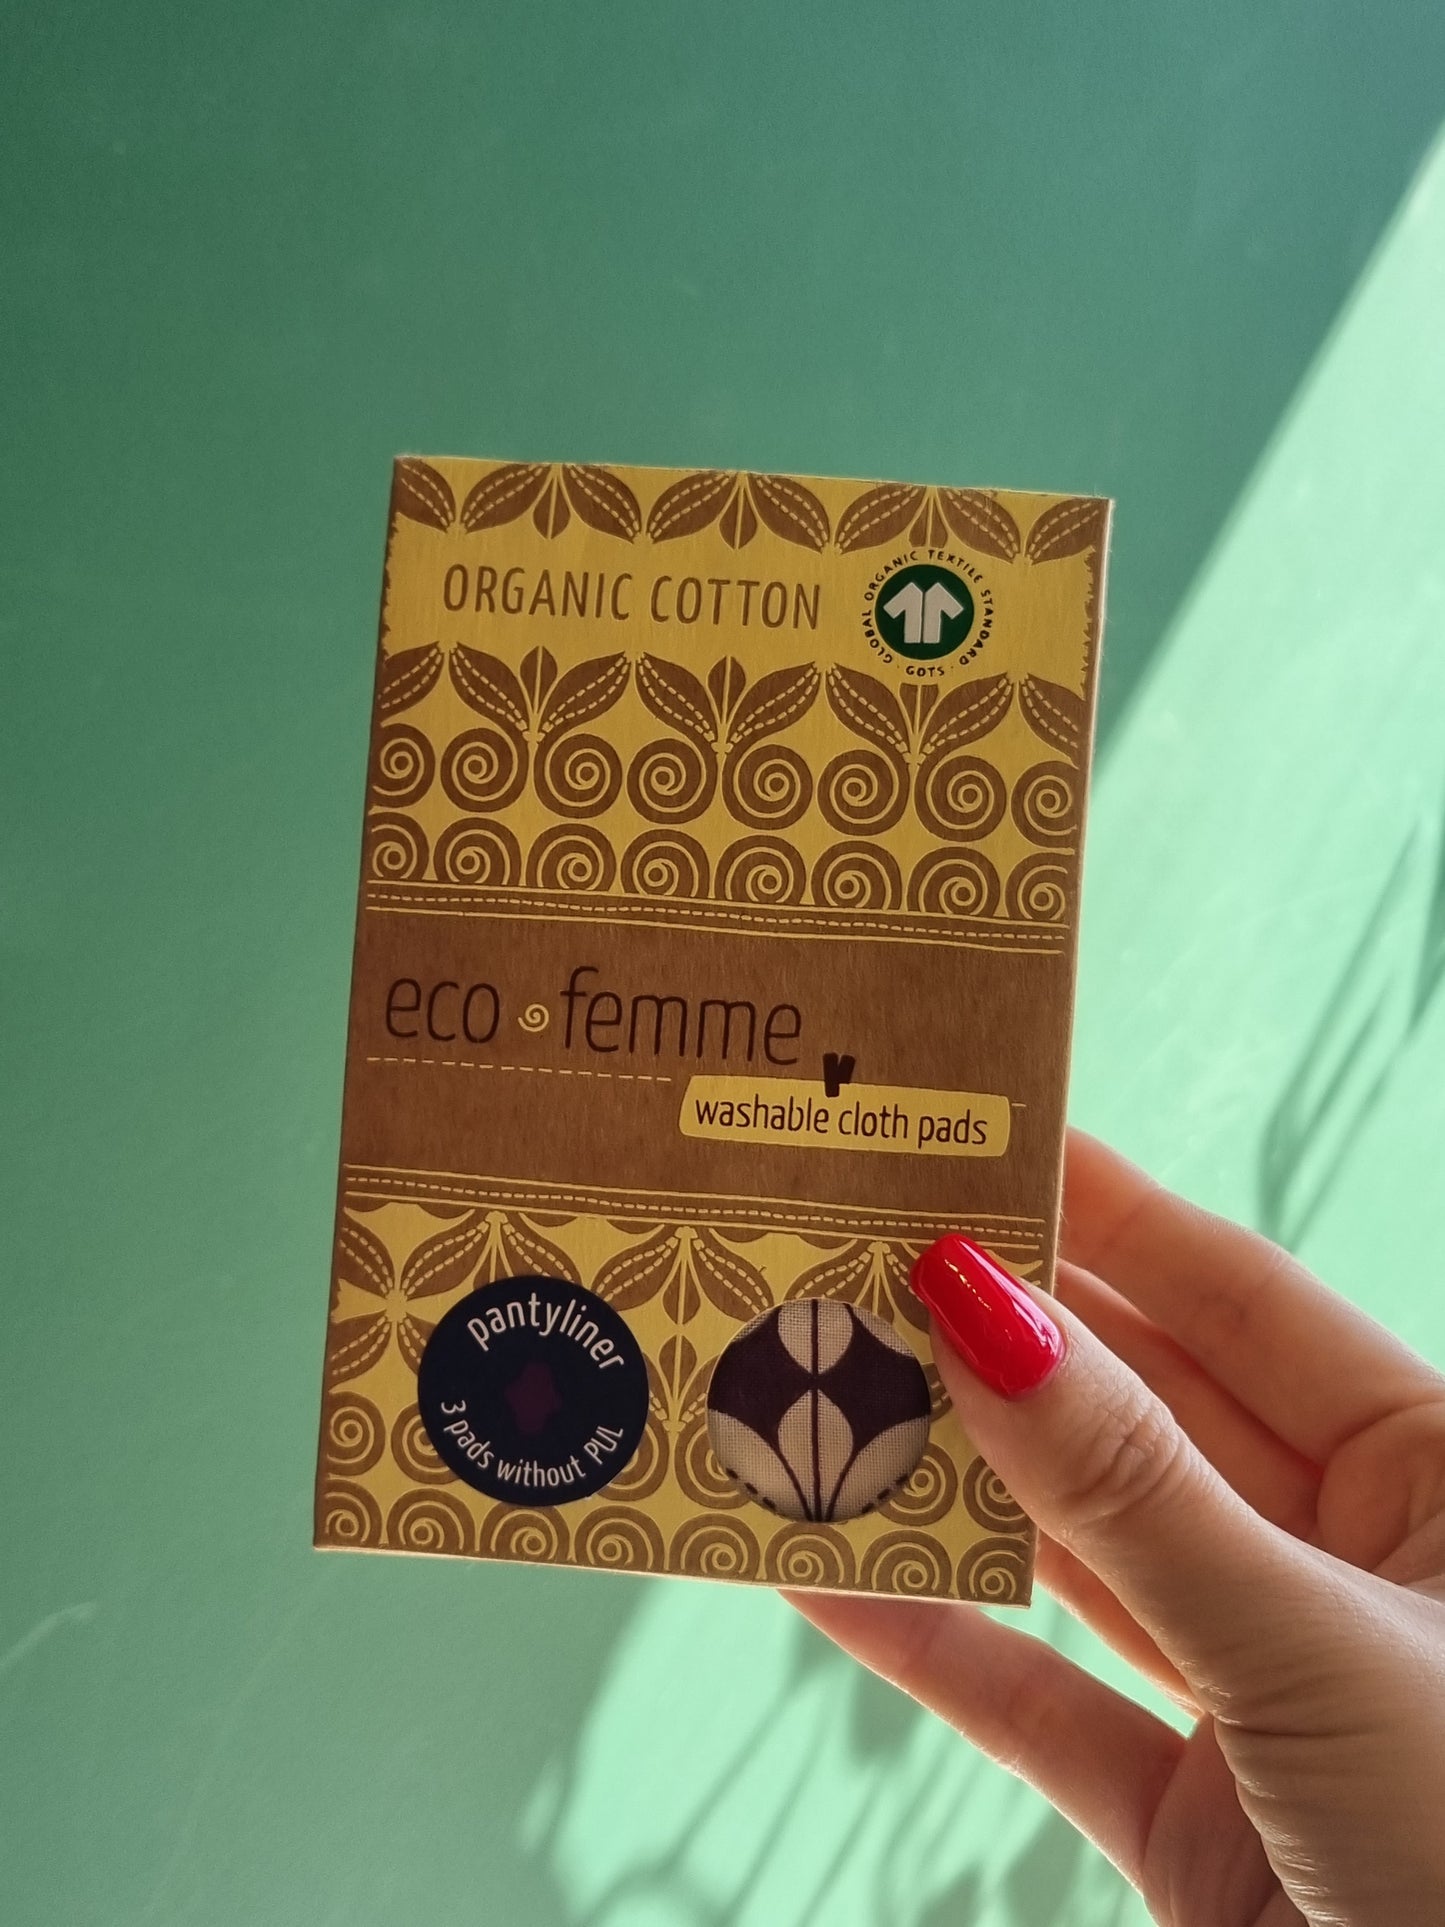 ORGANIC COTTON
GLOBAL ORGANIC TEXTILE STANDARD · GOTS ·
eco femme
washable cloth pads
pantyliner
3 pads without PUL